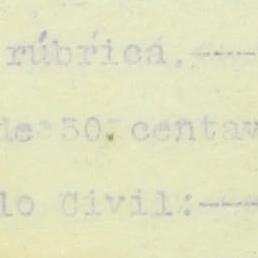 rúbrica.----
de 50 centav
lo Civil:----